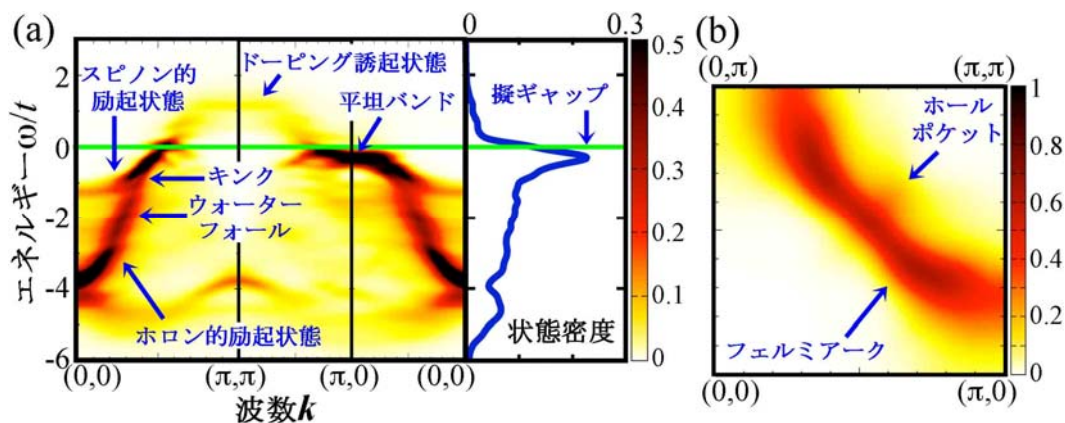 (a)
エネルギーω/t
2
0
-2
-4
-6
スピノン的
励起状態
ドーピング誘起状態
平坦バンド
キンク
ウォーター
フォール
ホロン的励起状態
(0,0)
(π,π)
(π,0)
(0,0)
波数k
0
0.3
擬ギャップ
状態密度
0.5
0.4
0.3
0.2
0.1
0
(b)
(0,π)
(π,π)
ホール
ポケット
フェルミアーク
(0,0)
(π,0)
1
0.8
0.6
0.4
0.2
0